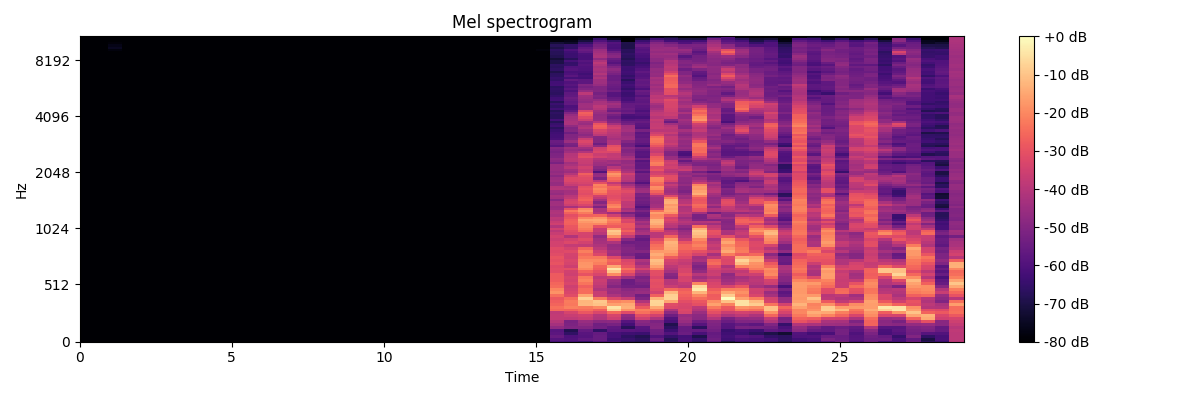 Mel spectrogram
+0 dB
8192
-10 dB
4096
-20 dB
-30 dB
2048
Hz
-40 dB
1024
-50 dB
512
-60 dB
-70 dB
0
-80 dB
0 5 10 15 20 25
Time